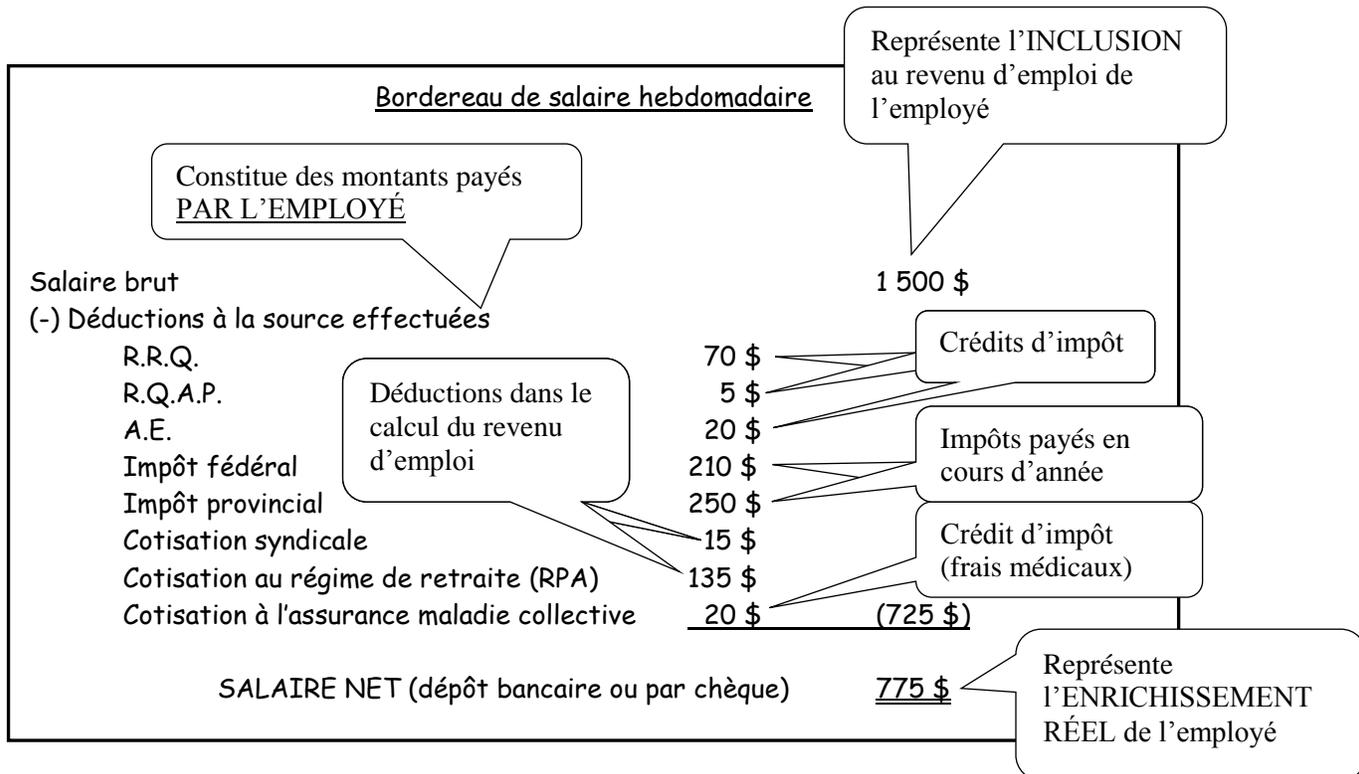 Représente l’INCLUSION
au revenu d’emploi de
l’employé
Bordereau de salaire hebdomadaire
Constitue des montants payés
PAR L’EMPLOYÉ
Salaire brut 1 500 $
(-) Déductions à la source effectuées
R.R.Q. 70 $
R.Q.A.P. 5 $
A.E. 20 $
Impôt fédéral 210 $
Impôt provincial 250 $
Cotisation syndicale 15 $
Cotisation au régime de retraite (RPA) 135 $
Cotisation à l’assurance maladie collective 20 $ (725 $)
Déductions dans le
calcul du revenu
d’emploi
Crédits d’impôt
Impôts payés en
cours d’année
Crédit d’impôt
(frais médicaux)
SALAIRE NET (dépôt bancaire ou par chèque) 775 $
Représente
l’ENRICHISSEMENT
RÉEL de l’employé